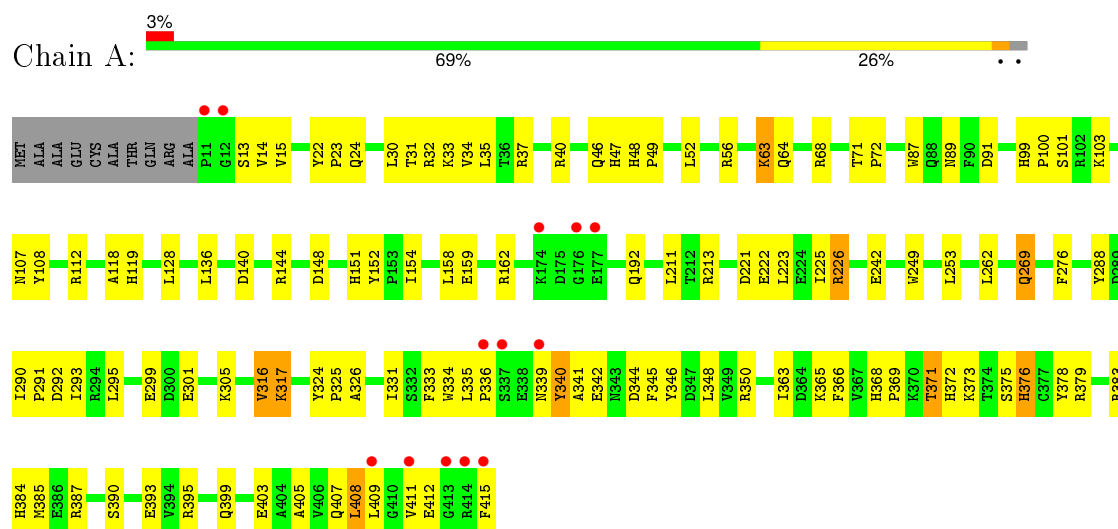 3%
Chain A:
69% 26% • •
MET ALA ALA GLU CYS ALA THR GLN ARG ALA P11 G12 S13 V14 V15 Y22 P23 Q24 L30 T31 R32 K33 V34 L35 T36 R37 R40 Q46 H47 H48 P49 L52 R56 K63 Q64 R68 T71 P72 W87 Q88 N89 F90 D91 H99 P100 S101 R102 K103
N107 Y108 R112 A118 H119 L128 L136 D140 R144 D148 H151 Y152 P153 I154 L158 E159 R162 K174 D175 G176 E177 Q192 L211 T212 R213 D221 E222 L223 E224 I225 R226 E242 W249 L253 L262 Q269 F276 Y288
I290 P291 D292 I293 R294 L295 E299 D300 E301 K305 V316 K317 Y324 P325 A326 I331 S332 F333 W334 L335 P336 S337 E338 N339 Y340 A341 E342 N343 D344 F345 Y346 D347 L348 V349 R350 I363 D364 K365 F366 V367 H368 P369 K370 T371 H372 K373 T374 S375 H376 C377 Y378 R379
H384 M385 E386 R387 S390 E393 V394 R395 Q399 E403 A404 A405 V406 Q407 L408 L409 G410 V411 E412 G413 R414 F415